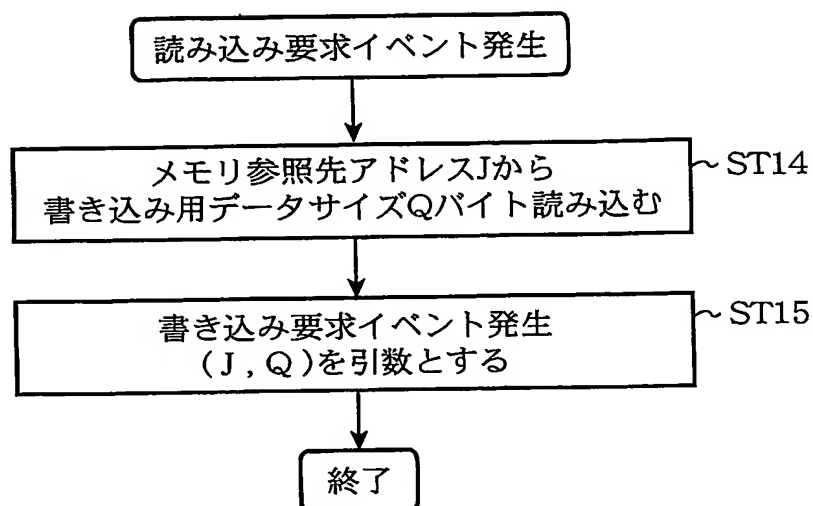 読み込み要求イベント発生
メモリ参照先アドレスJから
書き込み用データサイズQバイト読み込む
~ST14
書き込み要求イベント発生
(J,Q)を引数とする
~ST15
終了